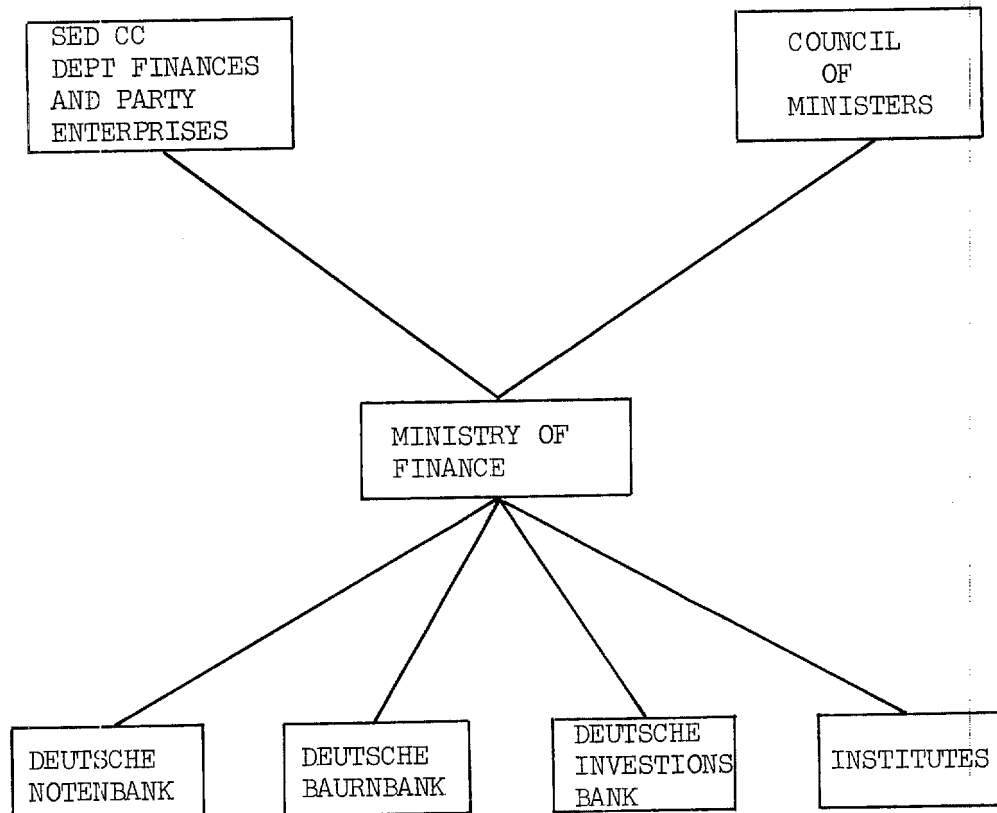 SED CC
DEPT FINANCES
AND PARTY
ENTERPRISES
COUNCIL
OF
MINISTERS
MINISTRY OF
FINANCE
DEUTSCHE
NOTENBANK
DEUTSCHE
BAURNBANK
DEUTSCHE
INVESTIONS
BANK
INSTITUTES